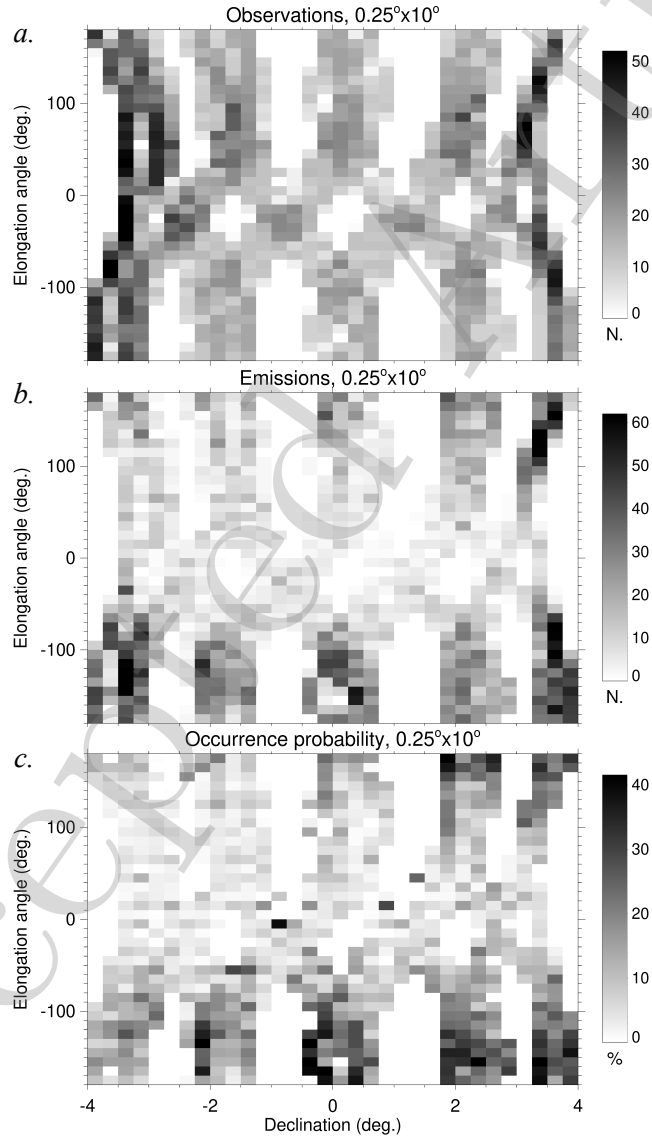 a.
Observations, 0.25°x10°
Elongation angle (deg.)
100
0
-100
50
40
30
20
10
0
N.
b.
Emissions, 0.25°x10°
Elongation angle (deg.)
100
0
-100
60
50
40
30
20
10
0
N.
c.
Occurrence probability, 0.25°x10°
Elongation angle (deg.)
100
0
-100
40
30
20
10
0
%
-4
-2
0
2
4
Declination (deg.)